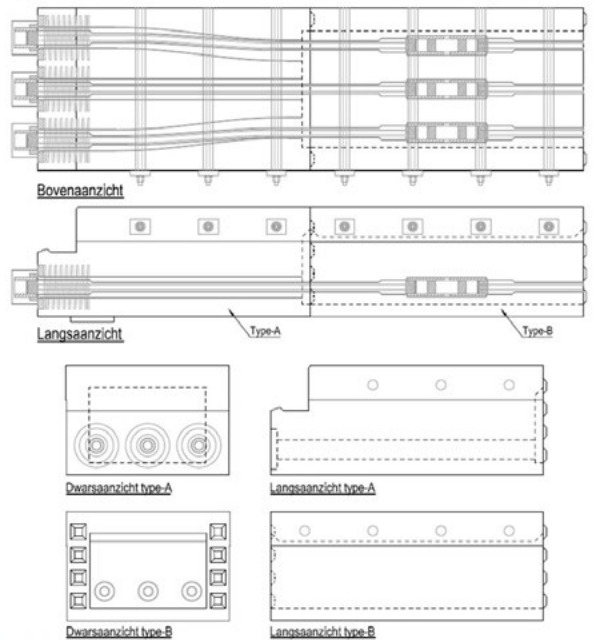 Bovenaanzicht
Langsaanzicht
Type-A
Type-B
Dwarsaanzicht type-A
Langsaanzicht type-A
Dwarsaanzicht type-B
Langsaanzicht type-B